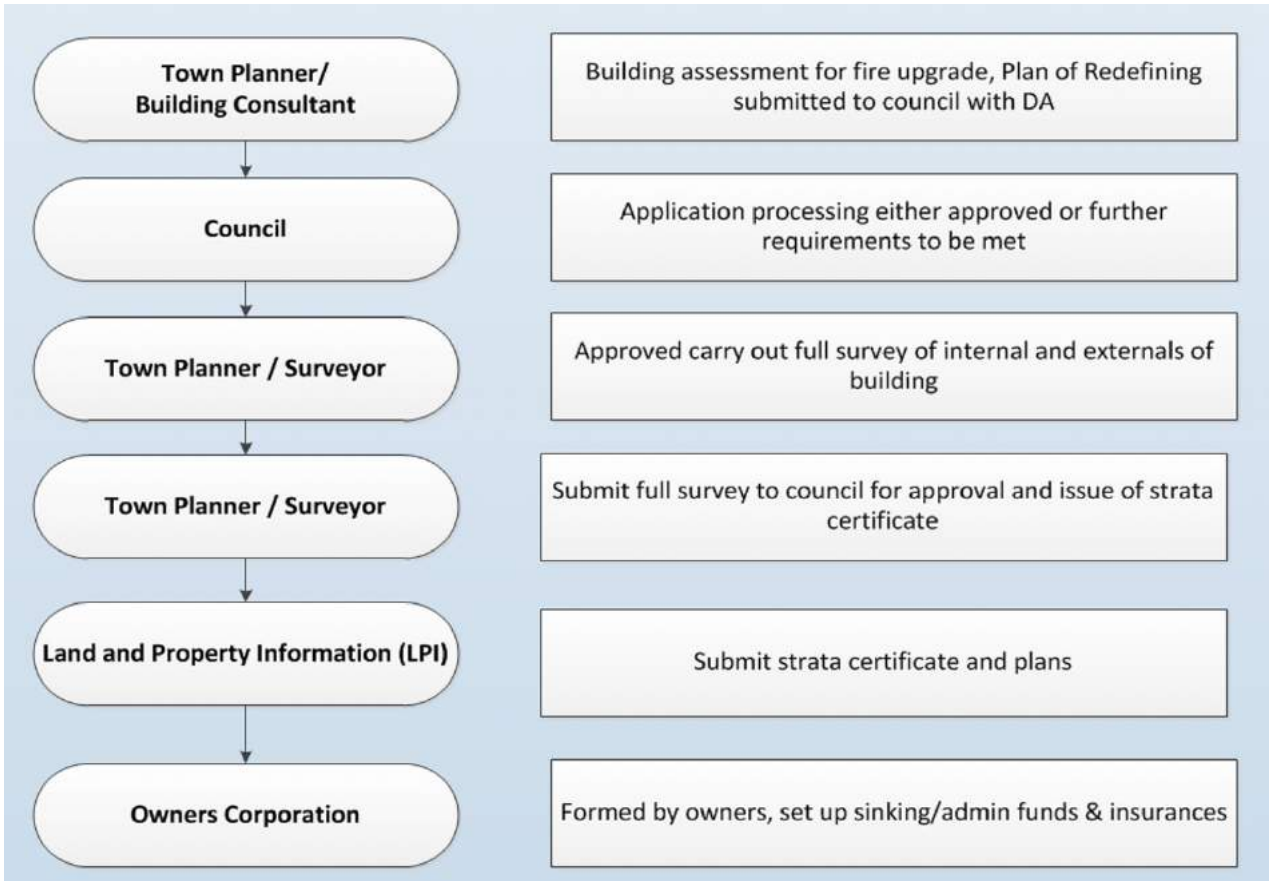 Town Planner/
Building Consultant
Building assessment for fire upgrade, Plan of Redefining
submitted to council with DA
Council
Application processing either approved or further
requirements to be met
Town Planner / Surveyor
Approved carry out full survey of internal and externals of
building
Town Planner / Surveyor
Submit full survey to council for approval and issue of strata
certificate
Land and Property Information (LPI)
Submit strata certificate and plans
Owners Corporation
Formed by owners, set up sinking/admin funds & insurances